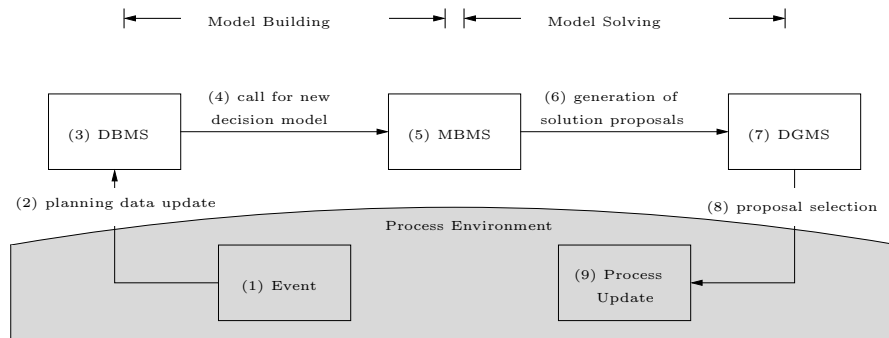 Model Building
Model Solving
(4) call for new
decision model
(6) generation of
solution proposals
(3) DBMS
(5) MBMS
(7) DGMS
(2) planning data update
(8) proposal selection
Process Environment
(1) Event
(9) Process
Update